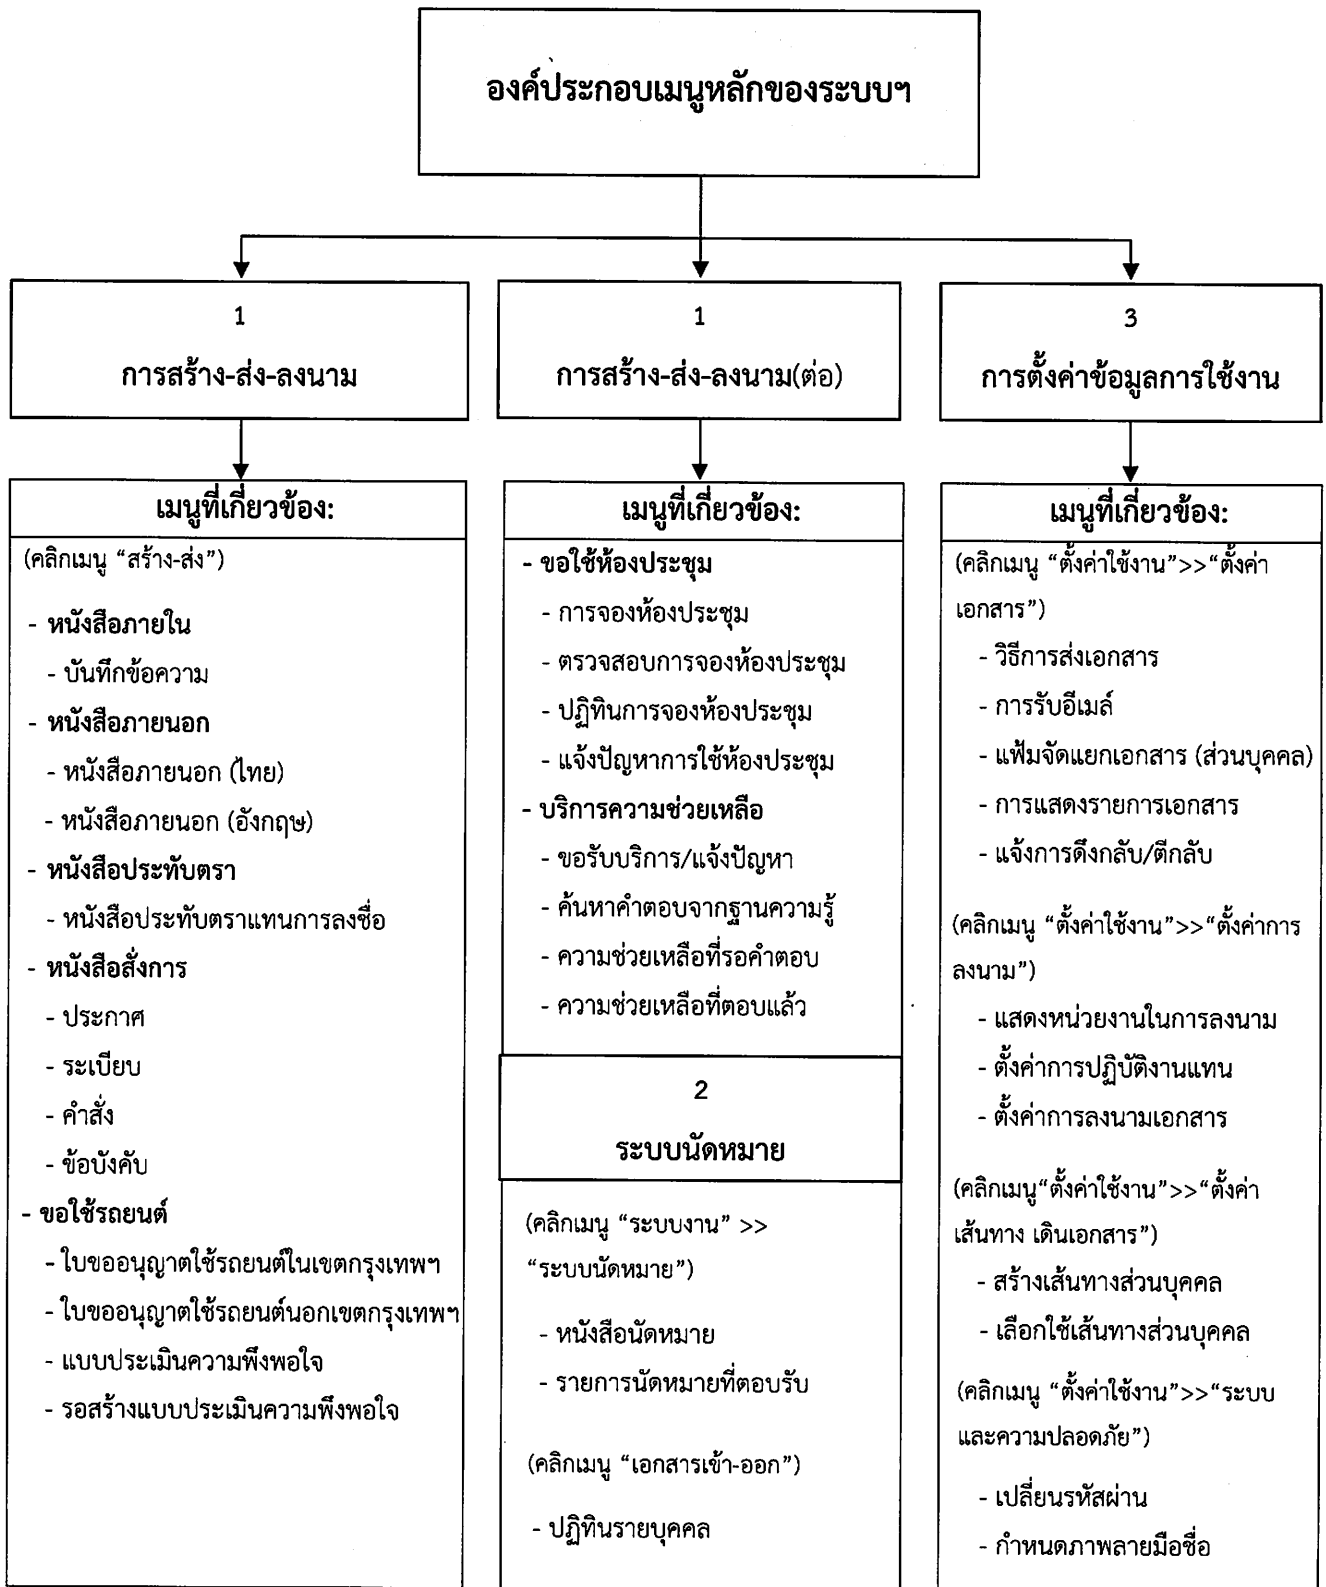 องค์ประกอบเมนูหลักของระบบฯ
1
การสร้าง-ส่ง-ลงนาม
เมนูที่เกี่ยวข้อง:
(คลิกเมนู “สร้าง-ส่ง”)
- หนังสือภายใน
- บันทึกข้อความ
- หนังสือภายนอก
- หนังสือภายนอก (ไทย)
- หนังสือภายนอก (อังกฤษ)
- หนังสือประทับตรา
- หนังสือประทับตราแทนการลงชื่อ
- หนังสือสั่งการ
- ประกาศ
- ระเบียบ
- คำสั่ง
- ข้อบังคับ
- ขอใช้รถยนต์
- ใบขออนุญาตใช้รถยนต์ในเขตกรุงเทพฯ
- ใบขออนุญาตใช้รถยนต์นอกเขตกรุงเทพฯ
- แบบประเมินความพึงพอใจ
- รอสร้างแบบประเมินความพึงพอใจ
1
การสร้าง-ส่ง-ลงนาม(ต่อ)
เมนูที่เกี่ยวข้อง:
- ขอใช้ห้องประชุม
- การจองห้องประชุม
- ตรวจสอบการจองห้องประชุม
- ปฏิทินการจองห้องประชุม
- แจ้งปัญหาการใช้ห้องประชุม
- บริการความช่วยเหลือ
- ขอรับบริการ/แจ้งปัญหา
- ค้นหาคำตอบจากฐานความรู้
- ความช่วยเหลือที่รอคำตอบ
- ความช่วยเหลือที่ตอบแล้ว
2
ระบบนัดหมาย
(คลิกเมนู “ระบบงาน” >>
“ระบบนัดหมาย”)
- หนังสือนัดหมาย
- รายการนัดหมายที่ตอบรับ
(คลิกเมนู “เอกสารเข้า-ออก”)
- ปฏิทินรายบุคคล
3
การตั้งค่าข้อมูลการใช้งาน
เมนูที่เกี่ยวข้อง:
(คลิกเมนู “ตั้งค่าใช้งาน”>>“ตั้งค่า
เอกสาร”)
- วิธีการส่งเอกสาร
- การรับอีเมล์
- แฟ้มจัดแยกเอกสาร (ส่วนบุคคล)
- การแสดงรายการเอกสาร
- แจ้งการดึงกลับ/ตีกลับ
(คลิกเมนู “ตั้งค่าใช้งาน”>>“ตั้งค่าการ
ลงนาม”)
- แสดงหน่วยงานในการลงนาม
- ตั้งค่าการปฏิบัติงานแทน
- ตั้งค่าการลงนามเอกสาร
(คลิกเมนู“ตั้งค่าใช้งาน”>>“ตั้งค่า
เส้นทาง เดินเอกสาร”)
- สร้างเส้นทางส่วนบุคคล
- เลือกใช้เส้นทางส่วนบุคคล
(คลิกเมนู “ตั้งค่าใช้งาน”>>“ระบบ
และความปลอดภัย”)
- เปลี่ยนรหัสผ่าน
- กำหนดภาพลายมือชื่อ